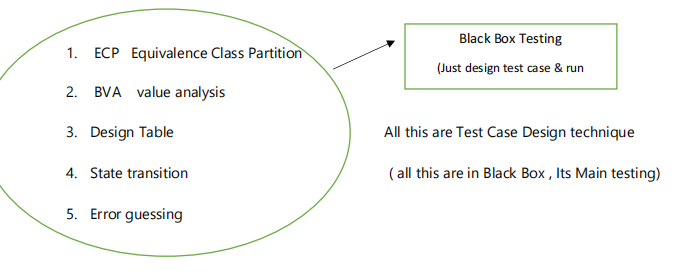 1. ECP Equivalence Class Partition
2. BVA value analysis
3. Design Table
4. State transition
5. Error guessing
Black Box Testing
(Just design test case & run
All this are Test Case Design technique
( all this are in Black Box , Its Main testing)